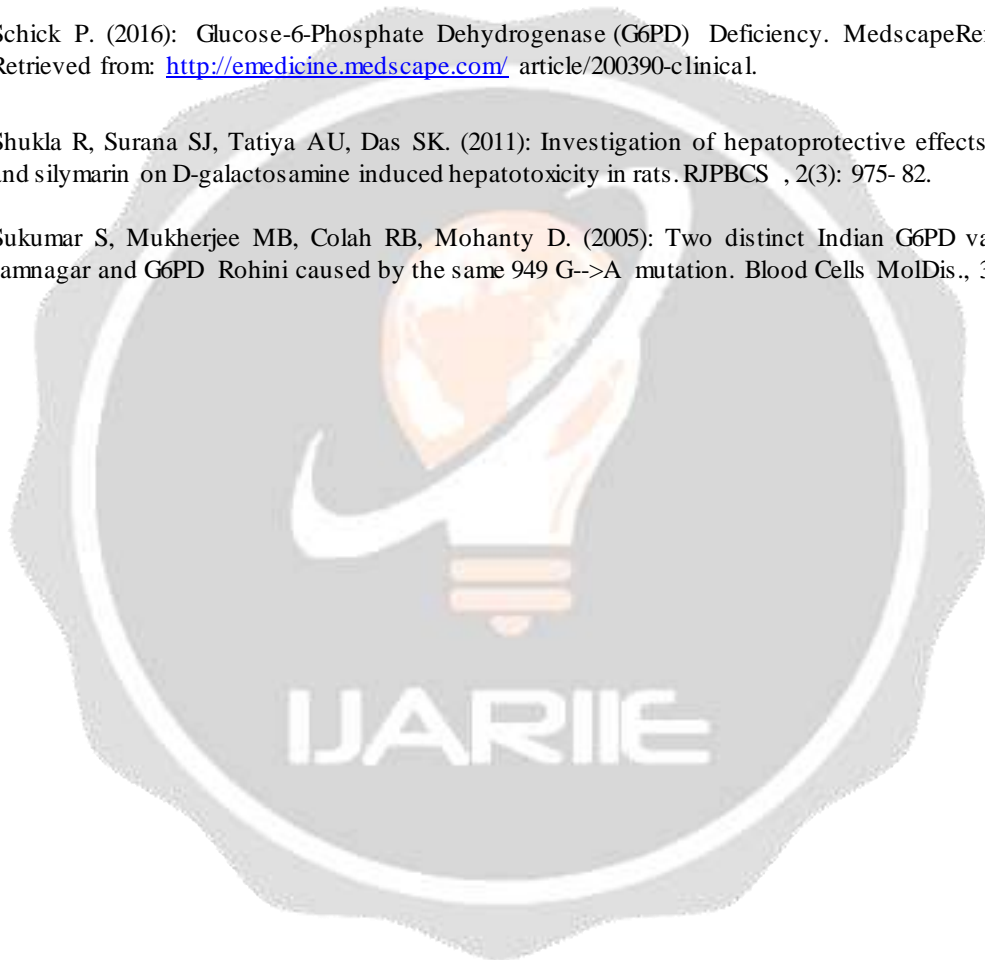 Schick P. (2016): Glucose-6-Phosphate Dehydrogenase (G6PD) Deficiency. MedscapeRef
Retrieved from: http://emedicine.medscape.com/ article/200390-clinical.
Shukla R, Surana SJ, Tatiya AU, Das SK. (2011): Investigation of hepatoprotective effects
and silymarin on D-galactosamine induced hepatotoxicity in rats. RJPBCS , 2(3): 975- 82.
Sukumar S, Mukherjee MB, Colah RB, Mohanty D. (2005): Two distinct Indian G6PD va
Jamnagar and G6PD Rohini caused by the same 949 G-->A mutation. Blood Cells MolDis., 3
IJARIIE